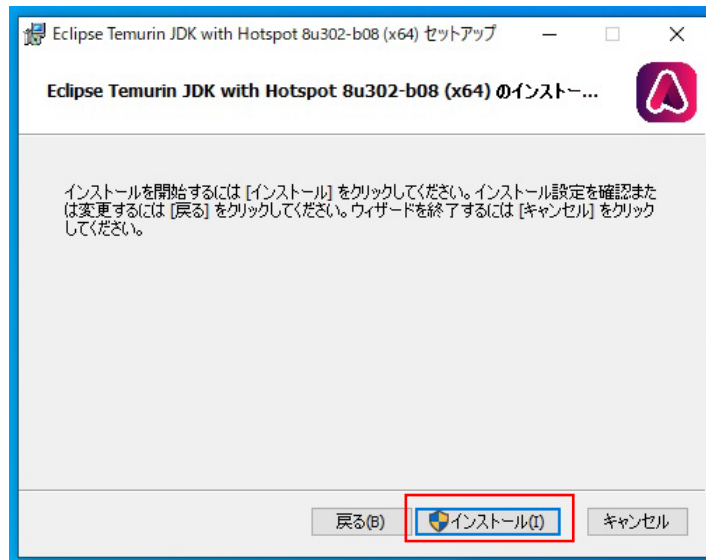 Eclipse Temurin JDK with Hotspot 8u302-b08 (x64) セットアップ
Eclipse Temurin JDK with Hotspot 8u302-b08 (x64) のインストー...
インストールを開始するには [インストール] をクリックしてください。インストール設定を確認また
は変更するには [戻る] をクリックしてください。ウィザードを終了するには [キャンセル] をクリック
してください。
戻る(B) インストール(I) キャンセル